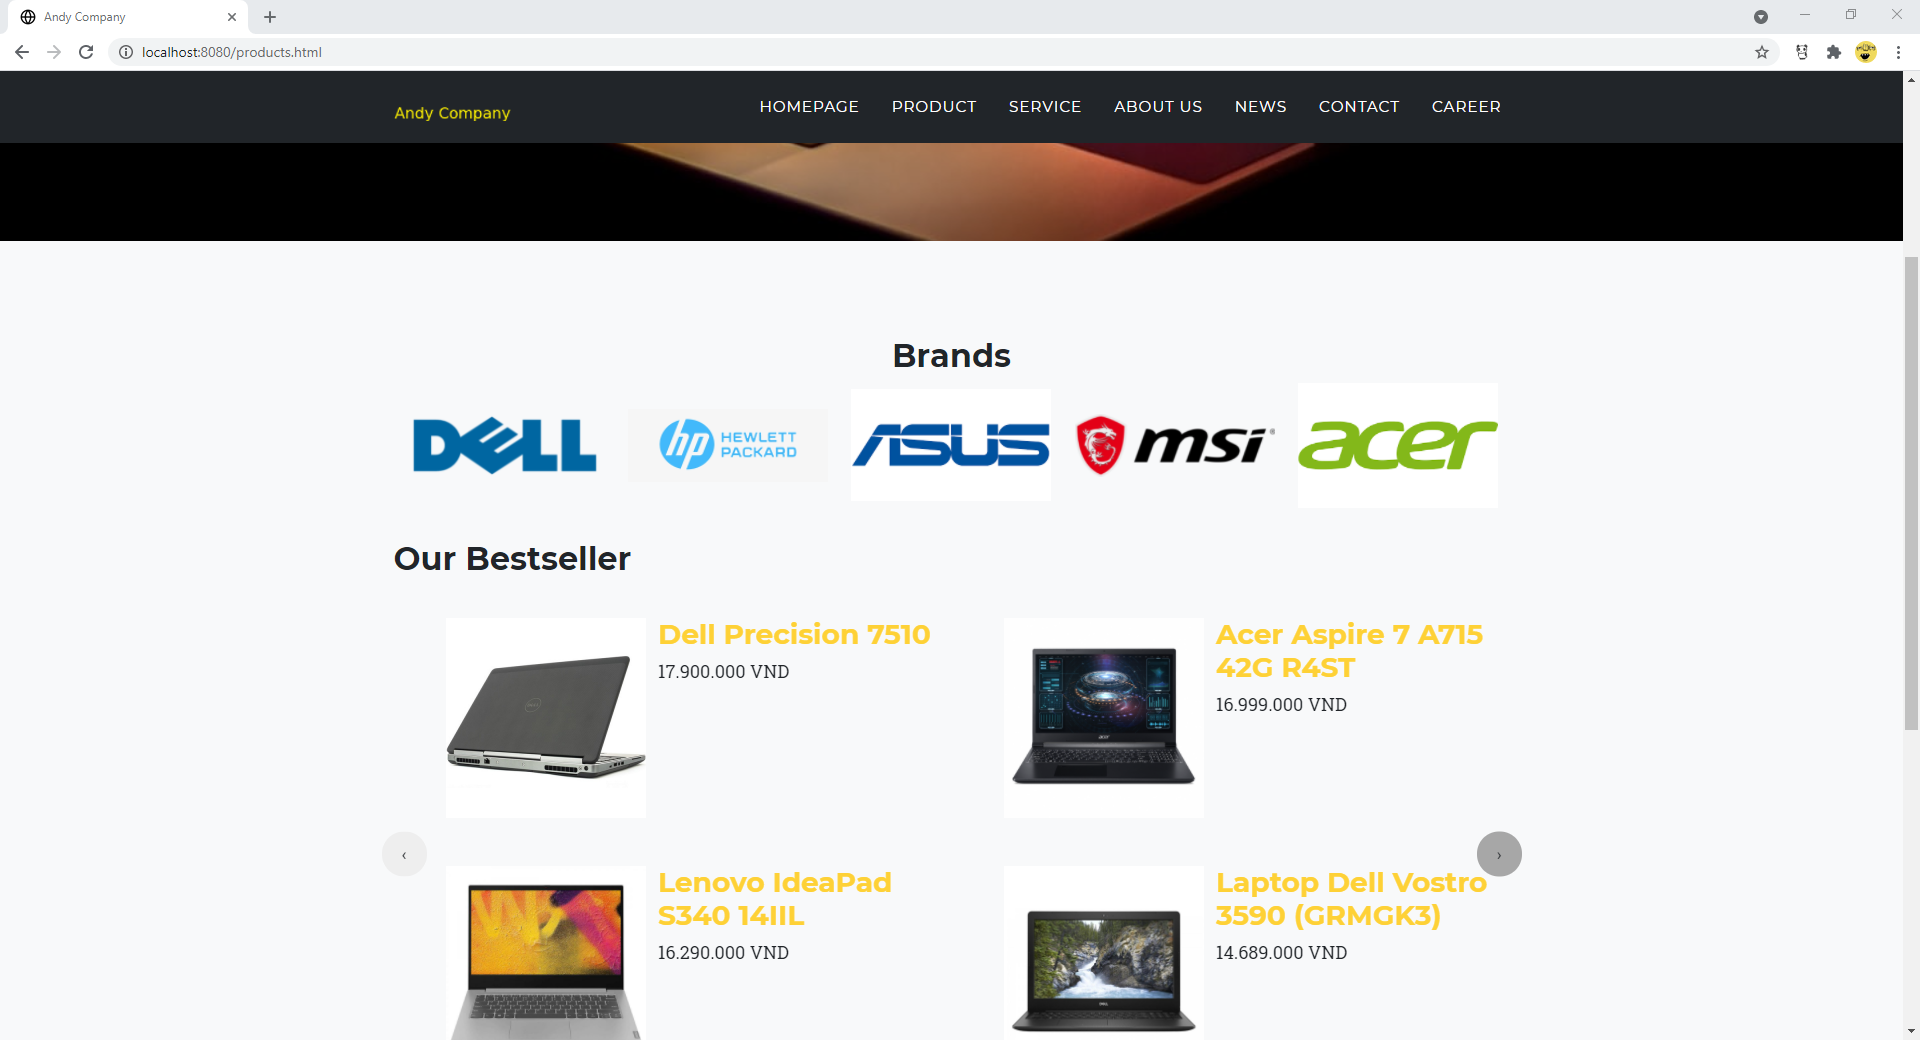 Andy Company
localhost:8080/products.html
Andy Company
HOMEPAGE PRODUCT SERVICE ABOUT US NEWS CONTACT CAREER
Brands
DELL
hp HEWLETT
PACKARD
ASUS
msi
acer
Our Bestseller
Dell Precision 7510
17.900.000 VND
Acer Aspire 7 A715
42G R4ST
16.999.000 VND
‹
›
Lenovo IdeaPad
S340 14IIL
16.290.000 VND
Laptop Dell Vostro
3590 (GRMGK3)
14.689.000 VND